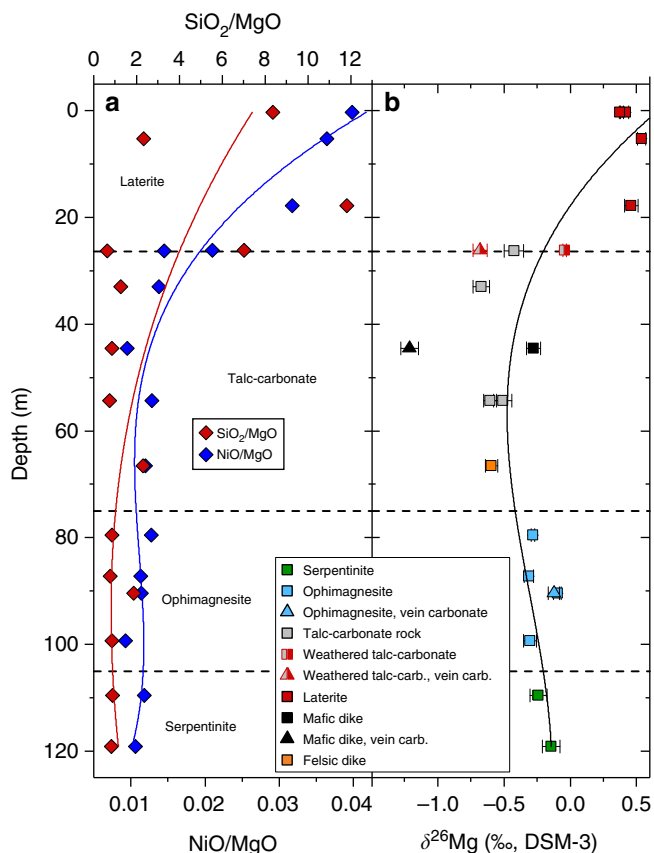 SiO2/MgO
0 2 4 6 8 10 12
a
b
0
20
40
60
80
100
120
Depth (m)
Laterite
Talc-carbonate
SiO2/MgO
NiO/MgO
Ophimagnesite
Serpentinite
Serpentinite
Ophimagnesite
Ophimagnesite, vein carbonate
Talc-carbonate rock
Weathered talc-carbonate
Weathered talc-carb., vein carb.
Laterite
Mafic dike
Mafic dike, vein carb.
Felsic dike
0.01 0.02 0.03 0.04
−1.0 −0.5 0.0 0.5
NiO/MgO
δ26Mg (‰, DSM-3)